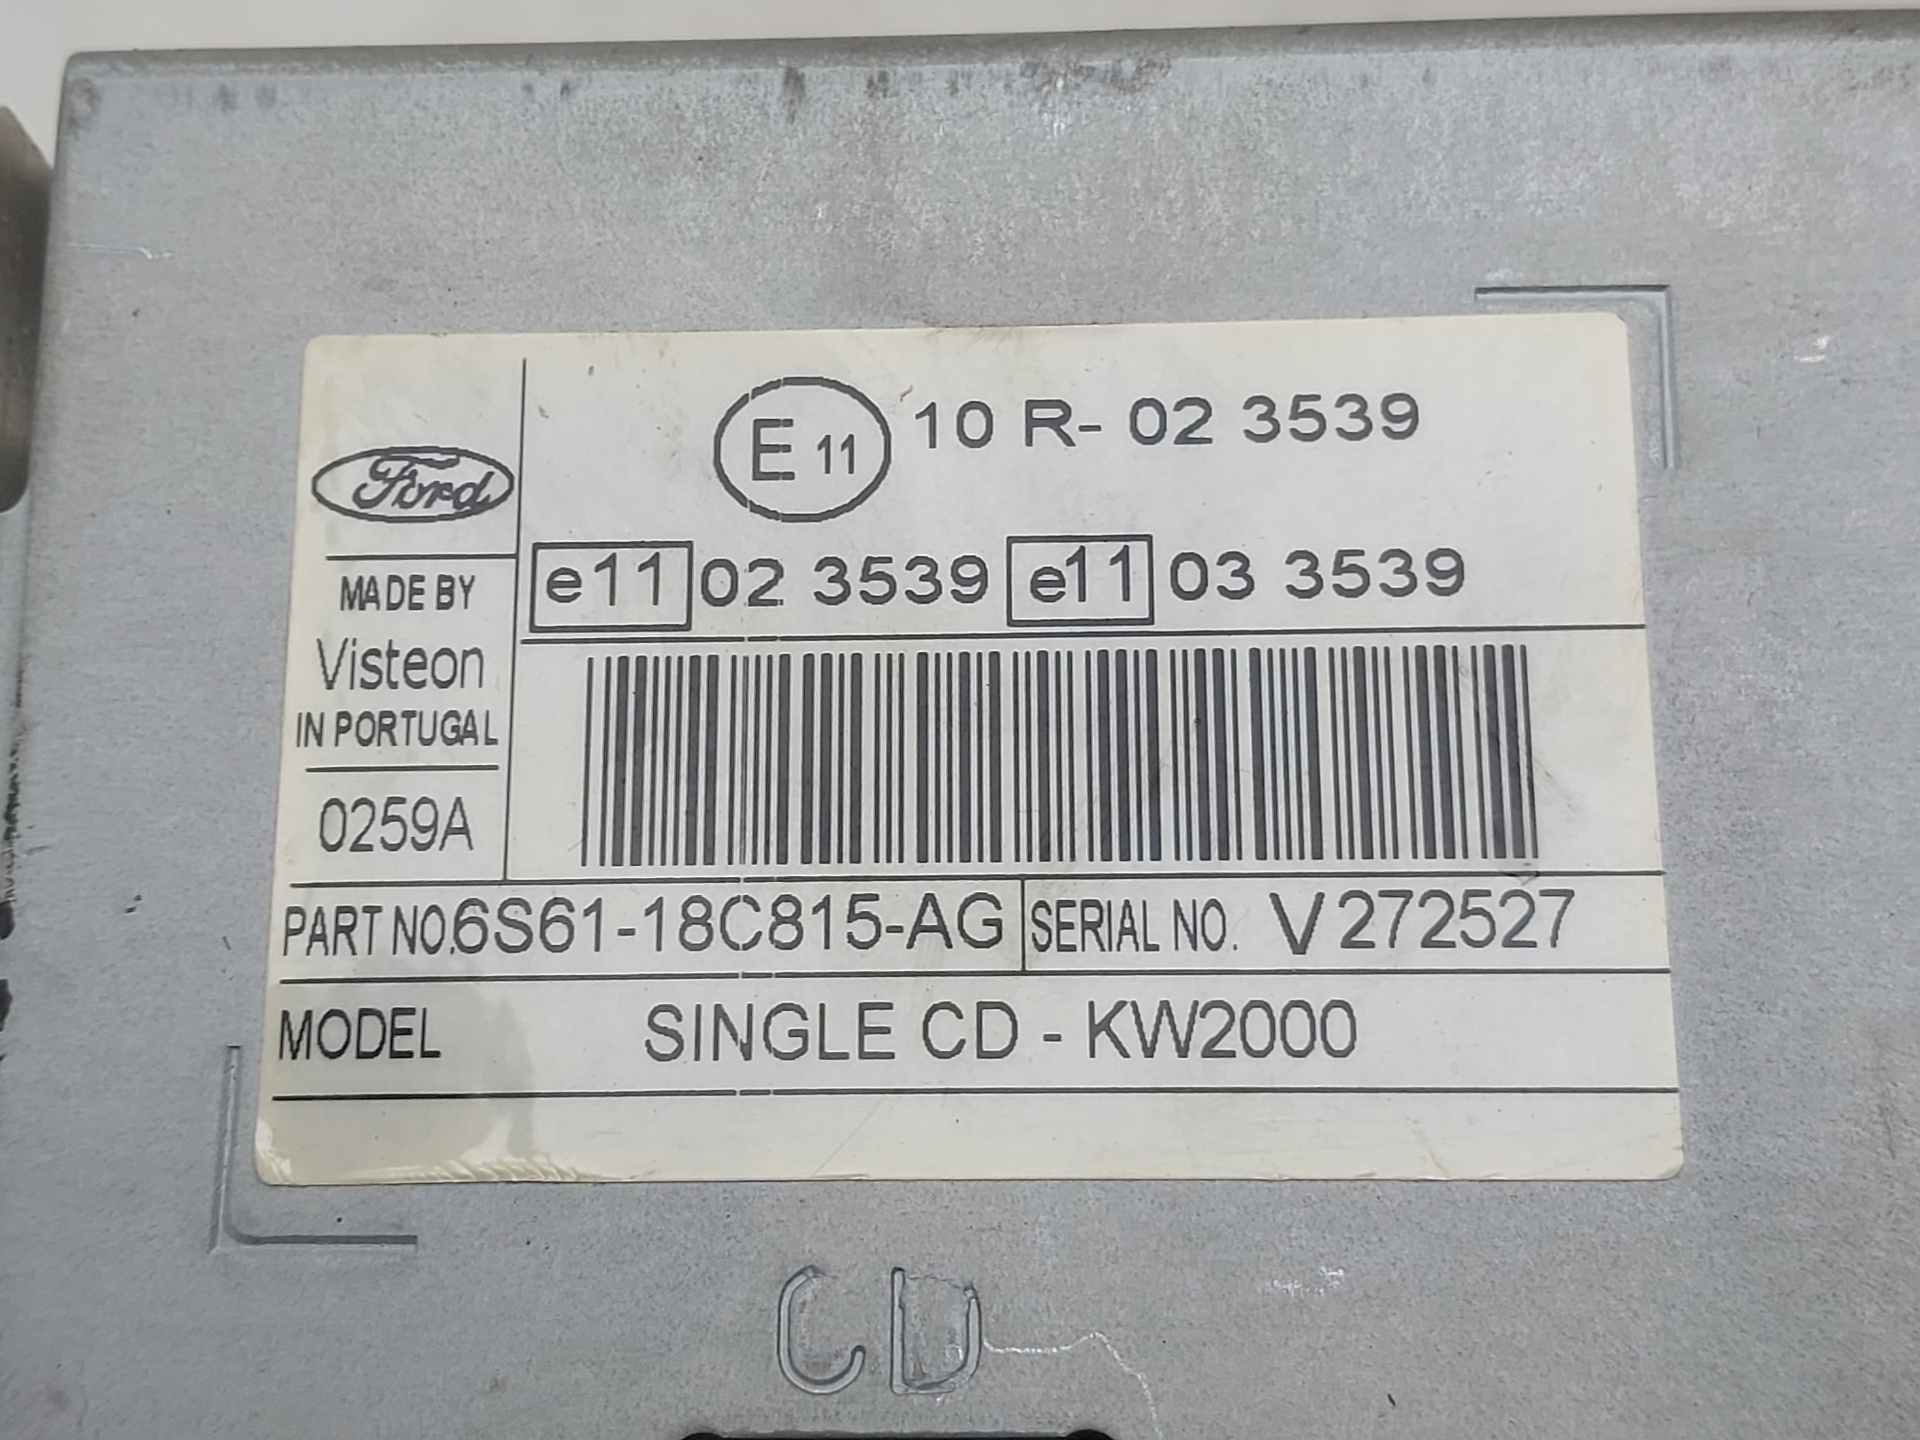 E 11 10 R- 02 3539
Ford
e11 02 3539 e11 03 3539
MADE BY
Visteon
IN PORTUGAL
0259A
PART NO. 6S61-18C815-AG SERIAL NO. V272527
MODEL SINGLE CD - KW2000
CD